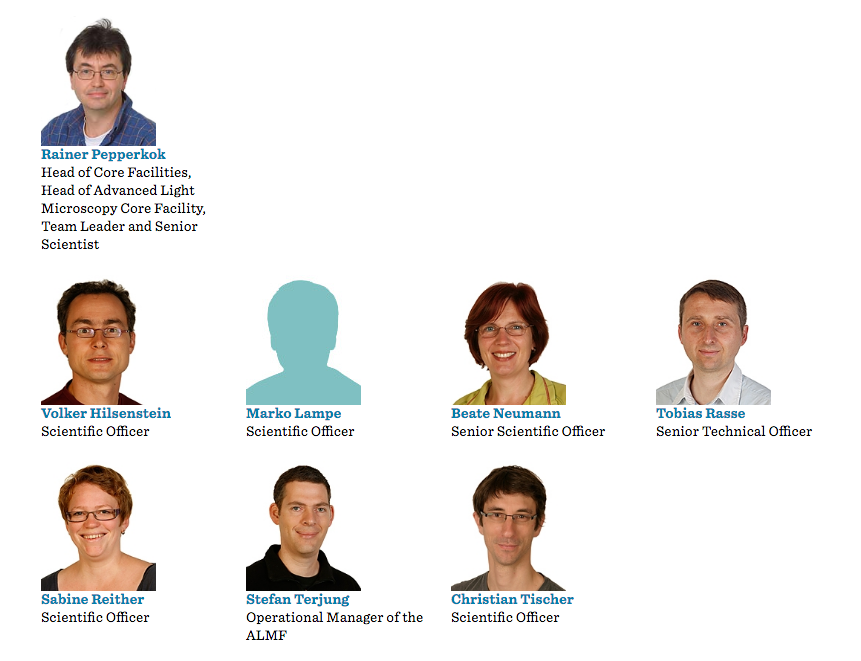 Rainer Pepperkok
Head of Core Facilities,
Head of Advanced Light
Microscopy Core Facility,
Team Leader and Senior
Scientist
Volker Hilsenstein
Scientific Officer
Marko Lampe
Scientific Officer
Beate Neumann
Senior Scientific Officer
Tobias Rasse
Senior Technical Officer
Sabine Reither
Scientific Officer
Stefan Terjung
Operational Manager of the
ALMF
Christian Tischer
Scientific Officer